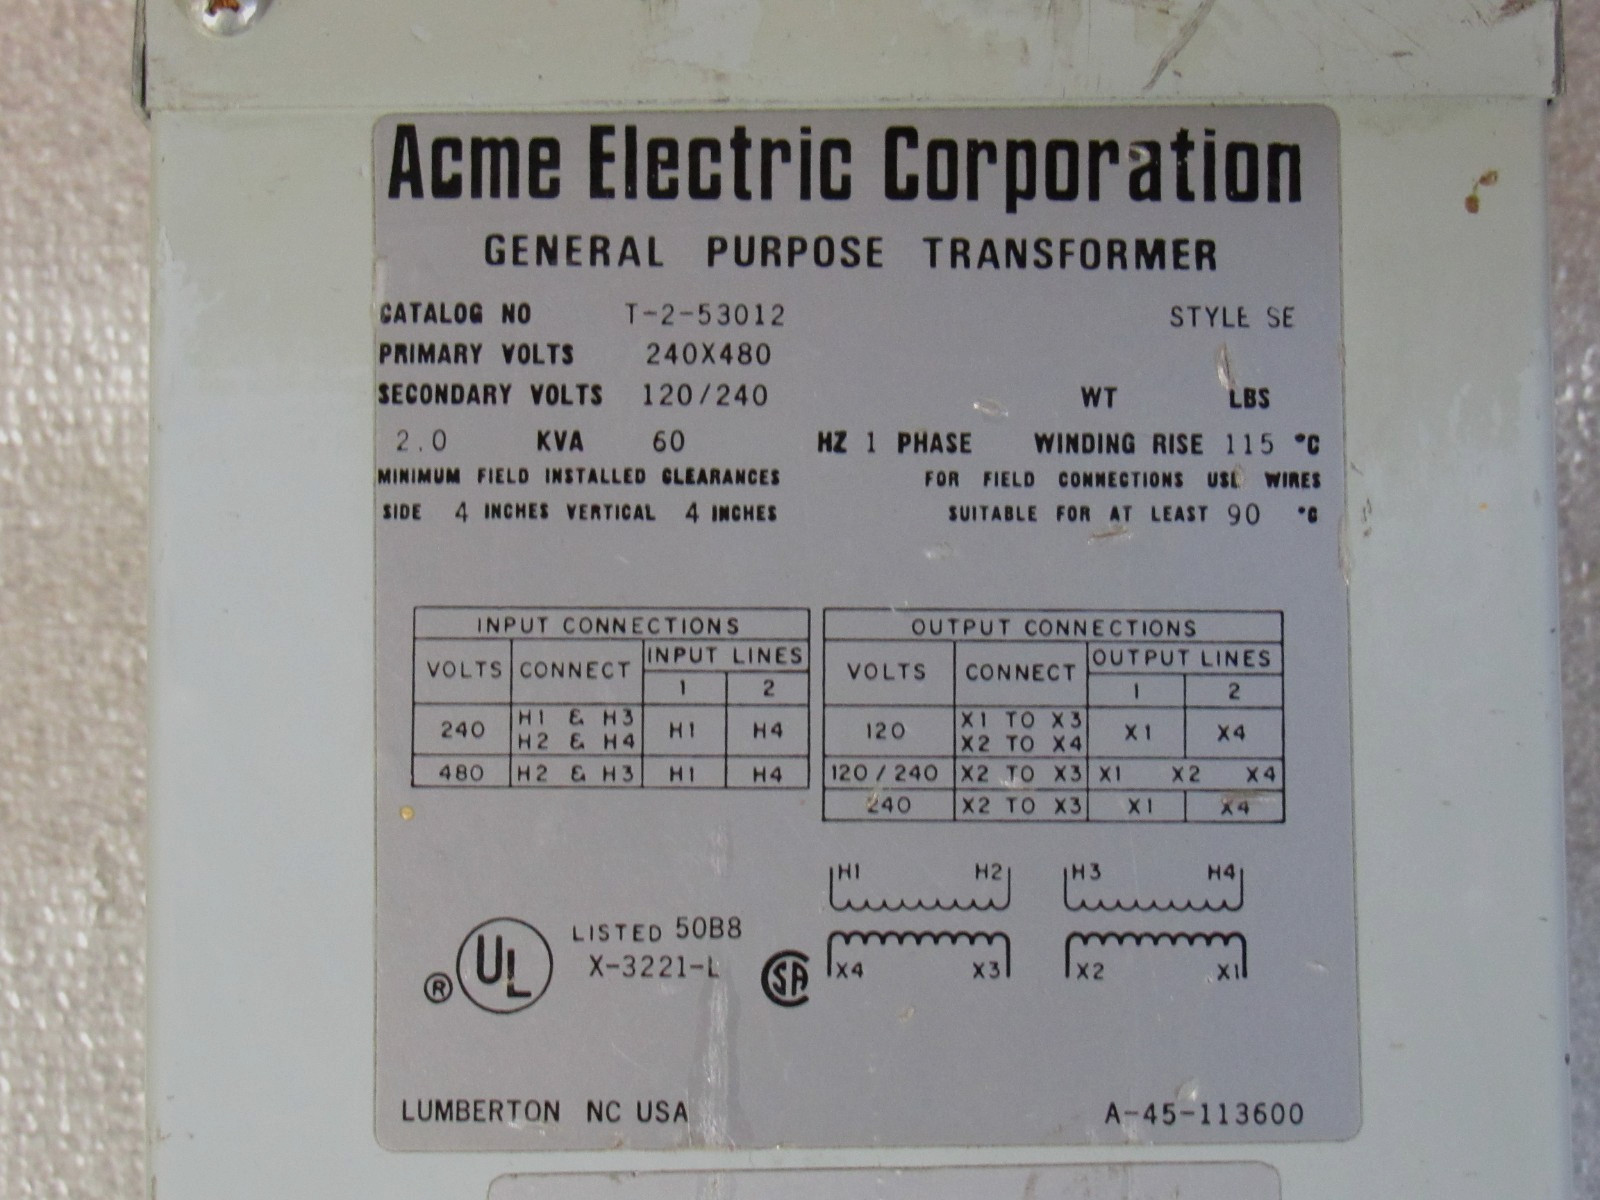 Acme Electric Corporation
GENERAL PURPOSE TRANSFORMER
CATALOG NO T-2-53012 STYLE SE
PRIMARY VOLTS 240X480
SECONDARY VOLTS 120/240 WT LBS
2.0 KVA 60 HZ 1 PHASE WINDING RISE 115 °C
MINIMUM FIELD INSTALLED CLEARANCES FOR FIELD CONNECTIONS USE WIRES
SIDE 4 INCHES VERTICAL 4 INCHES SUITABLE FOR AT LEAST 90 °C
INPUT CONNECTIONS
VOLTS CONNECT INPUT LINES
1 2
240 H1 & H3 H1 H4
H2 & H4
480 H2 & H3 H1 H4
OUTPUT CONNECTIONS
VOLTS CONNECT OUTPUT LINES
1 2
120 X1 TO X3 X1 X4
X2 TO X4
120/240 X2 TO X3 X1 X2 X4
240 X2 TO X3 X1 X4
H1 H2 H3 H4
X4 X3 X2 X1
® UL LISTED 50B8
X-3221-L
SA
LUMBERTON NC USA A-45-113600